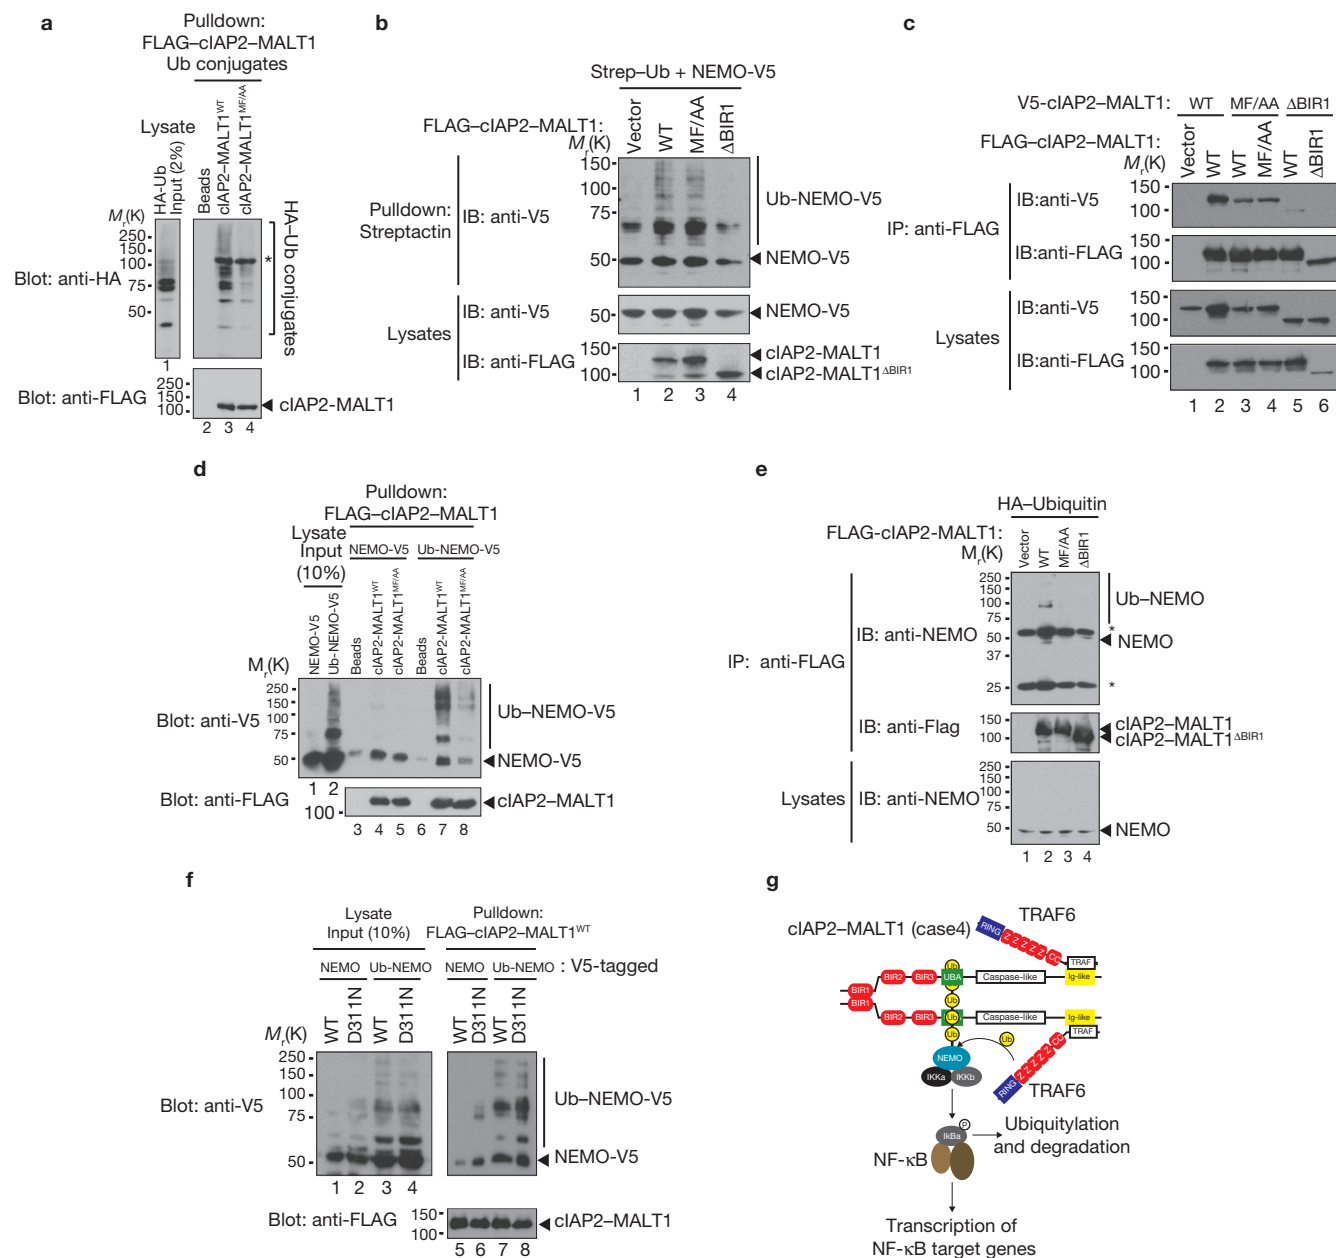 a
Pulldown:
FLAG–cIAP2–MALT1
Ub conjugates
Lysate
HA-Ub
Input (2%)
Beads
cIAP2–MALT1WT
cIAP2–MALT1MF/AA
Mr(K)
250
150
100
75
50
Blot: anti-HA
*
HA–Ub conjugates
1
250
150
100
Blot: anti-FLAG
cIAP2-MALT1
2 3 4
b
Strep–Ub + NEMO-V5
FLAG–cIAP2–MALT1:
Vector
WT
MF/AA
ΔBIR1
Mr(K)
150
100
75
50
Pulldown:
Streptactin
IB: anti-V5
Ub-NEMO-V5
NEMO-V5
Lysates
IB: anti-V5
50
NEMO-V5
IB: anti-FLAG
150
100
cIAP2-MALT1
cIAP2-MALT1ΔBIR1
1 2 3 4
c
V5-cIAP2–MALT1:
WT MF/AA ΔBIR1
FLAG–cIAP2–MALT1:
Vector
WT
WT
MF/AA
WT
ΔBIR1
Mr(K)
IP: anti-FLAG
IB:anti-V5
150
100
IB:anti-FLAG
150
100
Lysates
IB:anti-V5
150
100
IB:anti-FLAG
150
100
1 2 3 4 5 6
d
Pulldown:
FLAG–cIAP2–MALT1
Lysate
Input
(10%)
NEMO-V5 Ub-NEMO-V5
NEMO-V5
Ub-NEMO-V5
Beads
cIAP2–MALT1WT
cIAP2–MALT1MF/AA
Beads
cIAP2–MALT1WT
cIAP2–MALT1MF/AA
Mr(K)
250
150
100
75
50
Blot: anti-V5
Ub–NEMO-V5
NEMO-V5
1 2
Blot: anti-FLAG
100
cIAP2–MALT1
3 4 5 6 7 8
e
HA–Ubiquitin
FLAG-cIAP2-MALT1:
Vector
WT
MF/AA
ΔBIR1
Mr(K)
250
150
100
75
50
37
25
IP: anti-FLAG
IB: anti-NEMO
Ub–NEMO
*
NEMO
*
IB: anti-Flag
150
100
cIAP2–MALT1
cIAP2–MALT1ΔBIR1
Lysates
IB: anti-NEMO
250
150
100
75
50
NEMO
1 2 3 4
f
Lysate
Input (10%)
Pulldown:
FLAG–cIAP2–MALT1WT
NEMO Ub-NEMO NEMO Ub-NEMO : V5-tagged
WT
D311N
WT
D311N
WT
D311N
WT
D311N
Mr(K)
250
150
100
75
50
Blot: anti-V5
Ub–NEMO-V5
NEMO-V5
1 2 3 4
Blot: anti-FLAG
150
100
cIAP2–MALT1
5 6 7 8
g
cIAP2–MALT1 (case4)
TRAF6
RING Z Z Z Z Z CC TRAF
BIR1 BIR2 BIR3 Ub UBA Caspase-like Ig-like
Ub
BIR1 BIR2 BIR3 Ub Caspase-like Ig-like
Ub
TRAF
NEMO
Ub
RING Z Z Z Z Z CC
IKKa IKKb
TRAF6
P
IkBa
Ubiquitylation
and degradation
NF-κB
Transcription of
NF-κB target genes